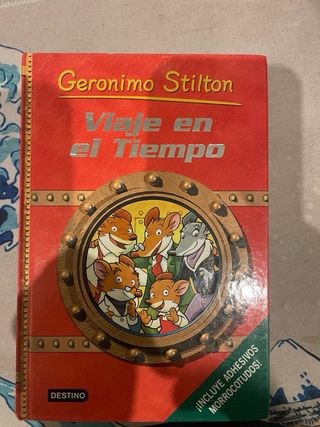 Geronimo Stilton
Viaje en
el Tiempo
¡INCLUYE ADHESIVOS
MORROCOTUDOS!
DESTINO